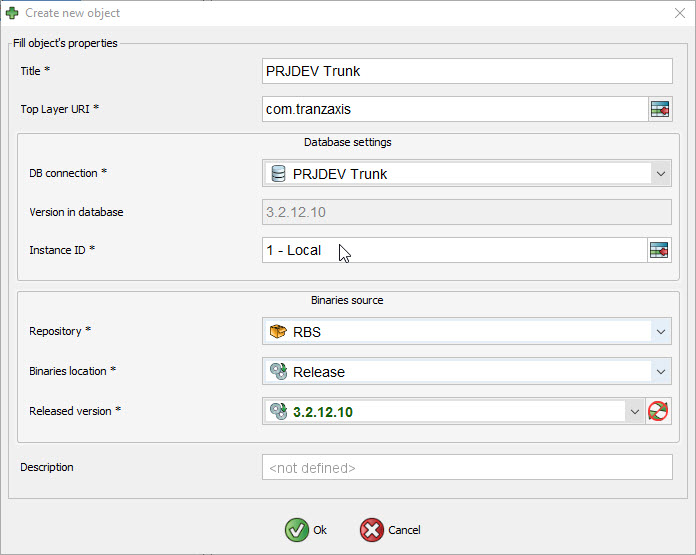 Create new object
Fill object's properties
Title * PRJDEV Trunk
Top Layer URI * com.tranzaxis
Database settings
DB connection * PRJDEV Trunk
Version in database 3.2.12.10
Instance ID * 1 - Local
Binaries source
Repository * RBS
Binaries location * Release
Released version * 3.2.12.10
Description <not defined>
Ok Cancel